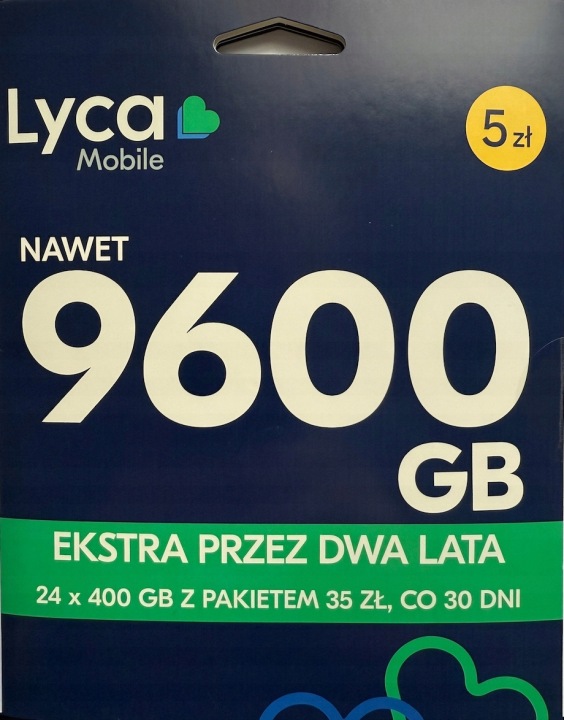 Lyca
Mobile
5 zł
NAWET
9600
GB
EKSTRA PRZEZ DWA LATA
24 x 400 GB Z PAKIETEM 35 ZŁ, CO 30 DNI